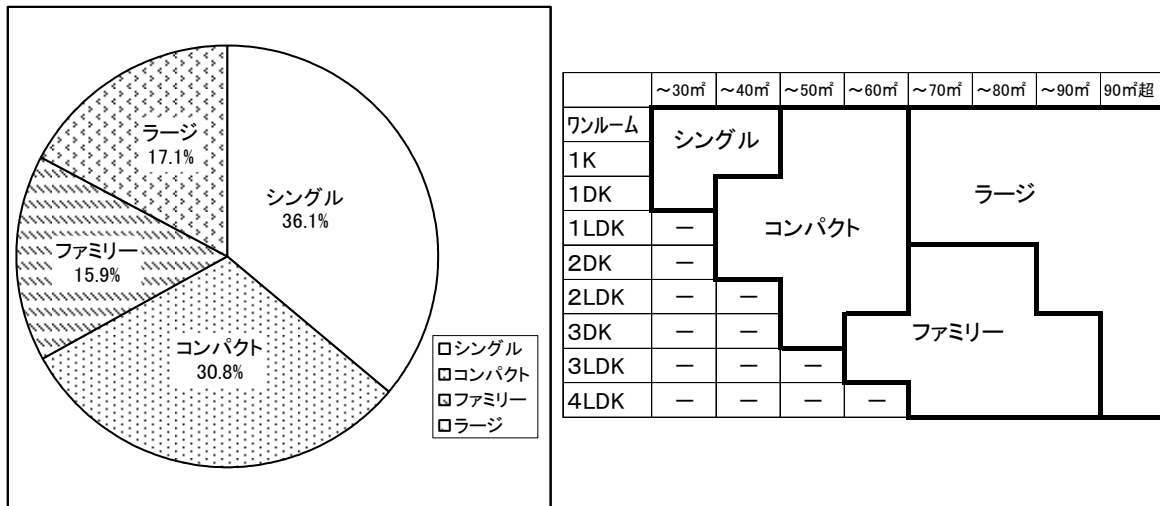 ラージ
17.1%
シングル
36.1%
ファミリー
15.9%
コンパクト
30.8%
シングル
コンパクト
ファミリー
ラージ
～30㎡ ～40㎡ ～50㎡ ～60㎡ ～70㎡ ～80㎡ ～90㎡ 90㎡超
ワンルーム
シングル
1K
1DK
ラージ
1LDK －
コンパクト
2DK －
2LDK － －
3DK － －
ファミリー
3LDK － － －
4LDK － － － －